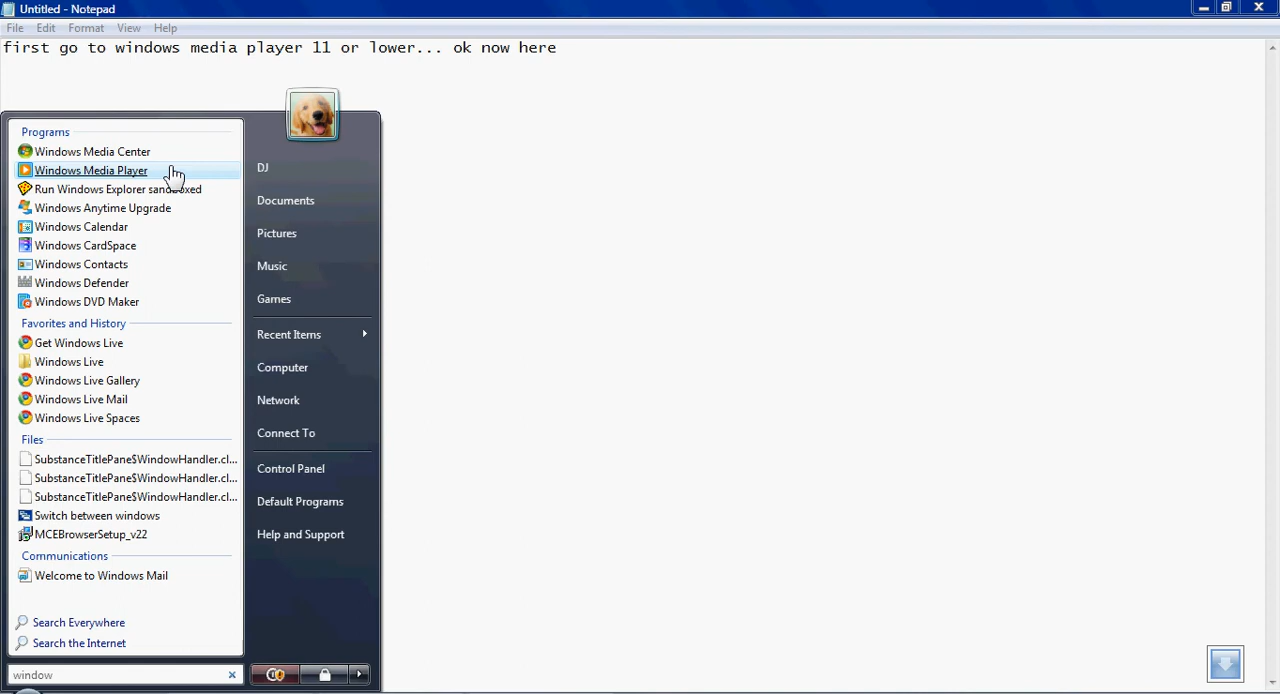 Untitled - Notepad
File Edit Format View Help
first go to windows media player 11 or lower... ok now here
Programs
Windows Media Center
Windows Media Player
Run Windows Explorer sandboxed
Windows Anytime Upgrade
Windows Calendar
Windows CardSpace
Windows Contacts
Windows Defender
Windows DVD Maker
Favorites and History
Get Windows Live
Windows Live
Windows Live Gallery
Windows Live Mail
Windows Live Spaces
Files
SubstanceTitlePane$WindowHandler.cl...
SubstanceTitlePane$WindowHandler.cl...
SubstanceTitlePane$WindowHandler.cl...
Switch between windows
MCEBrowserSetup_v22
Communications
Welcome to Windows Mail
Search Everywhere
Search the Internet
window
DJ
Documents
Pictures
Music
Games
Recent Items
Computer
Network
Connect To
Control Panel
Default Programs
Help and Support